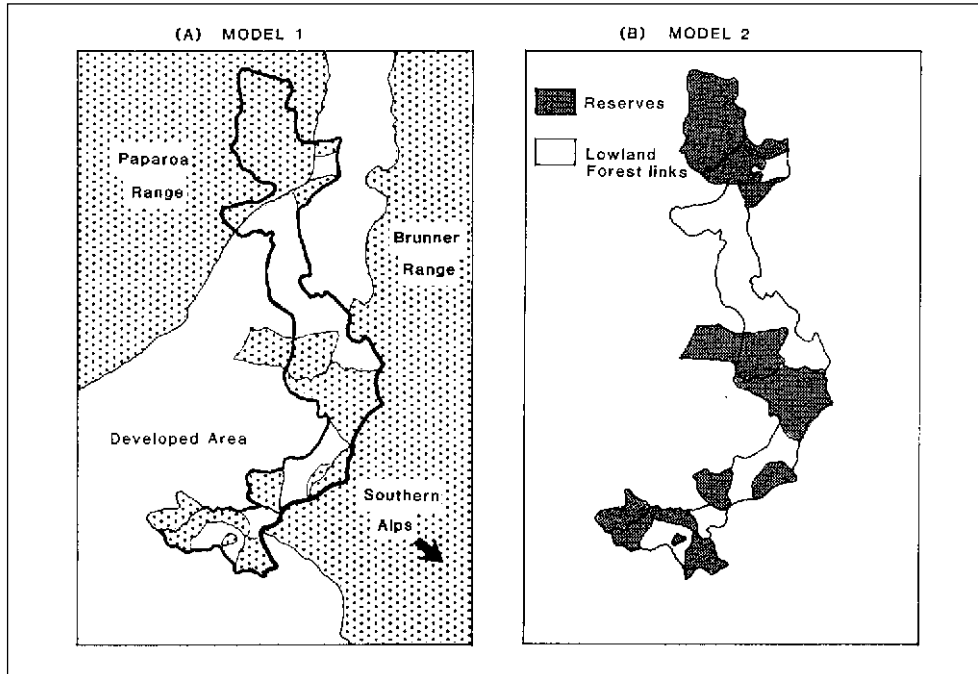 (A) MODEL 1
Paparoa
Range
Brunner
Range
Developed Area
Southern
Alps
(B) MODEL 2
Reserves
Lowland
Forest links